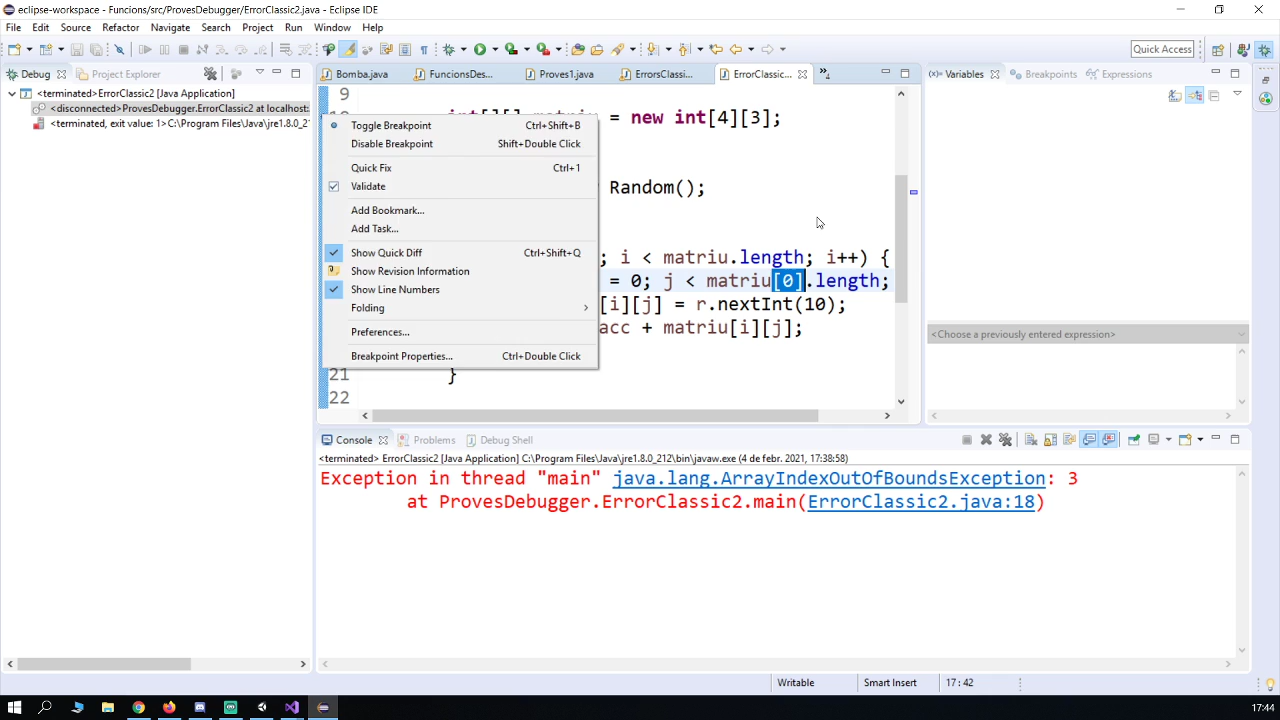 eclipse-workspace - Funcions/src/ProvesDebugger/ErrorClassic2.java - Eclipse IDE
File Edit Source Refactor Navigate Search Project Run Window Help
Quick Access
Debug Project Explorer
Bomba.java FuncionsDes... Proves1.java ErrorsClassi... ErrorClassic...
Variables Breakpoints Expressions
<terminated>ErrorClassic2 [Java Application]
<disconnected>ProvesDebugger.ErrorClassic2 at localhost:
<terminated, exit value: 1>C:\Program Files\Java\jre1.8.0_2
9
= new int[4][3];
Random();
; i < matriu.length; i++) {
= 0; j < matriu[0].length;
[i][j] = r.nextInt(10);
acc + matriu[i][j];
21 }
22
Toggle Breakpoint Ctrl+Shift+B
Disable Breakpoint Shift+Double Click
Quick Fix Ctrl+1
Validate
Add Bookmark...
Add Task...
Show Quick Diff Ctrl+Shift+Q
Show Revision Information
Show Line Numbers
Folding
Preferences...
Breakpoint Properties... Ctrl+Double Click
<Choose a previously entered expression>
Console Problems Debug Shell
<terminated> ErrorClassic2 [Java Application] C:\Program Files\Java\jre1.8.0_212\bin\javaw.exe (4 de febr. 2021, 17:38:58)
Exception in thread "main" java.lang.ArrayIndexOutOfBoundsException: 3
at ProvesDebugger.ErrorClassic2.main(ErrorClassic2.java:18)
Writable Smart Insert 17 : 42
17:44